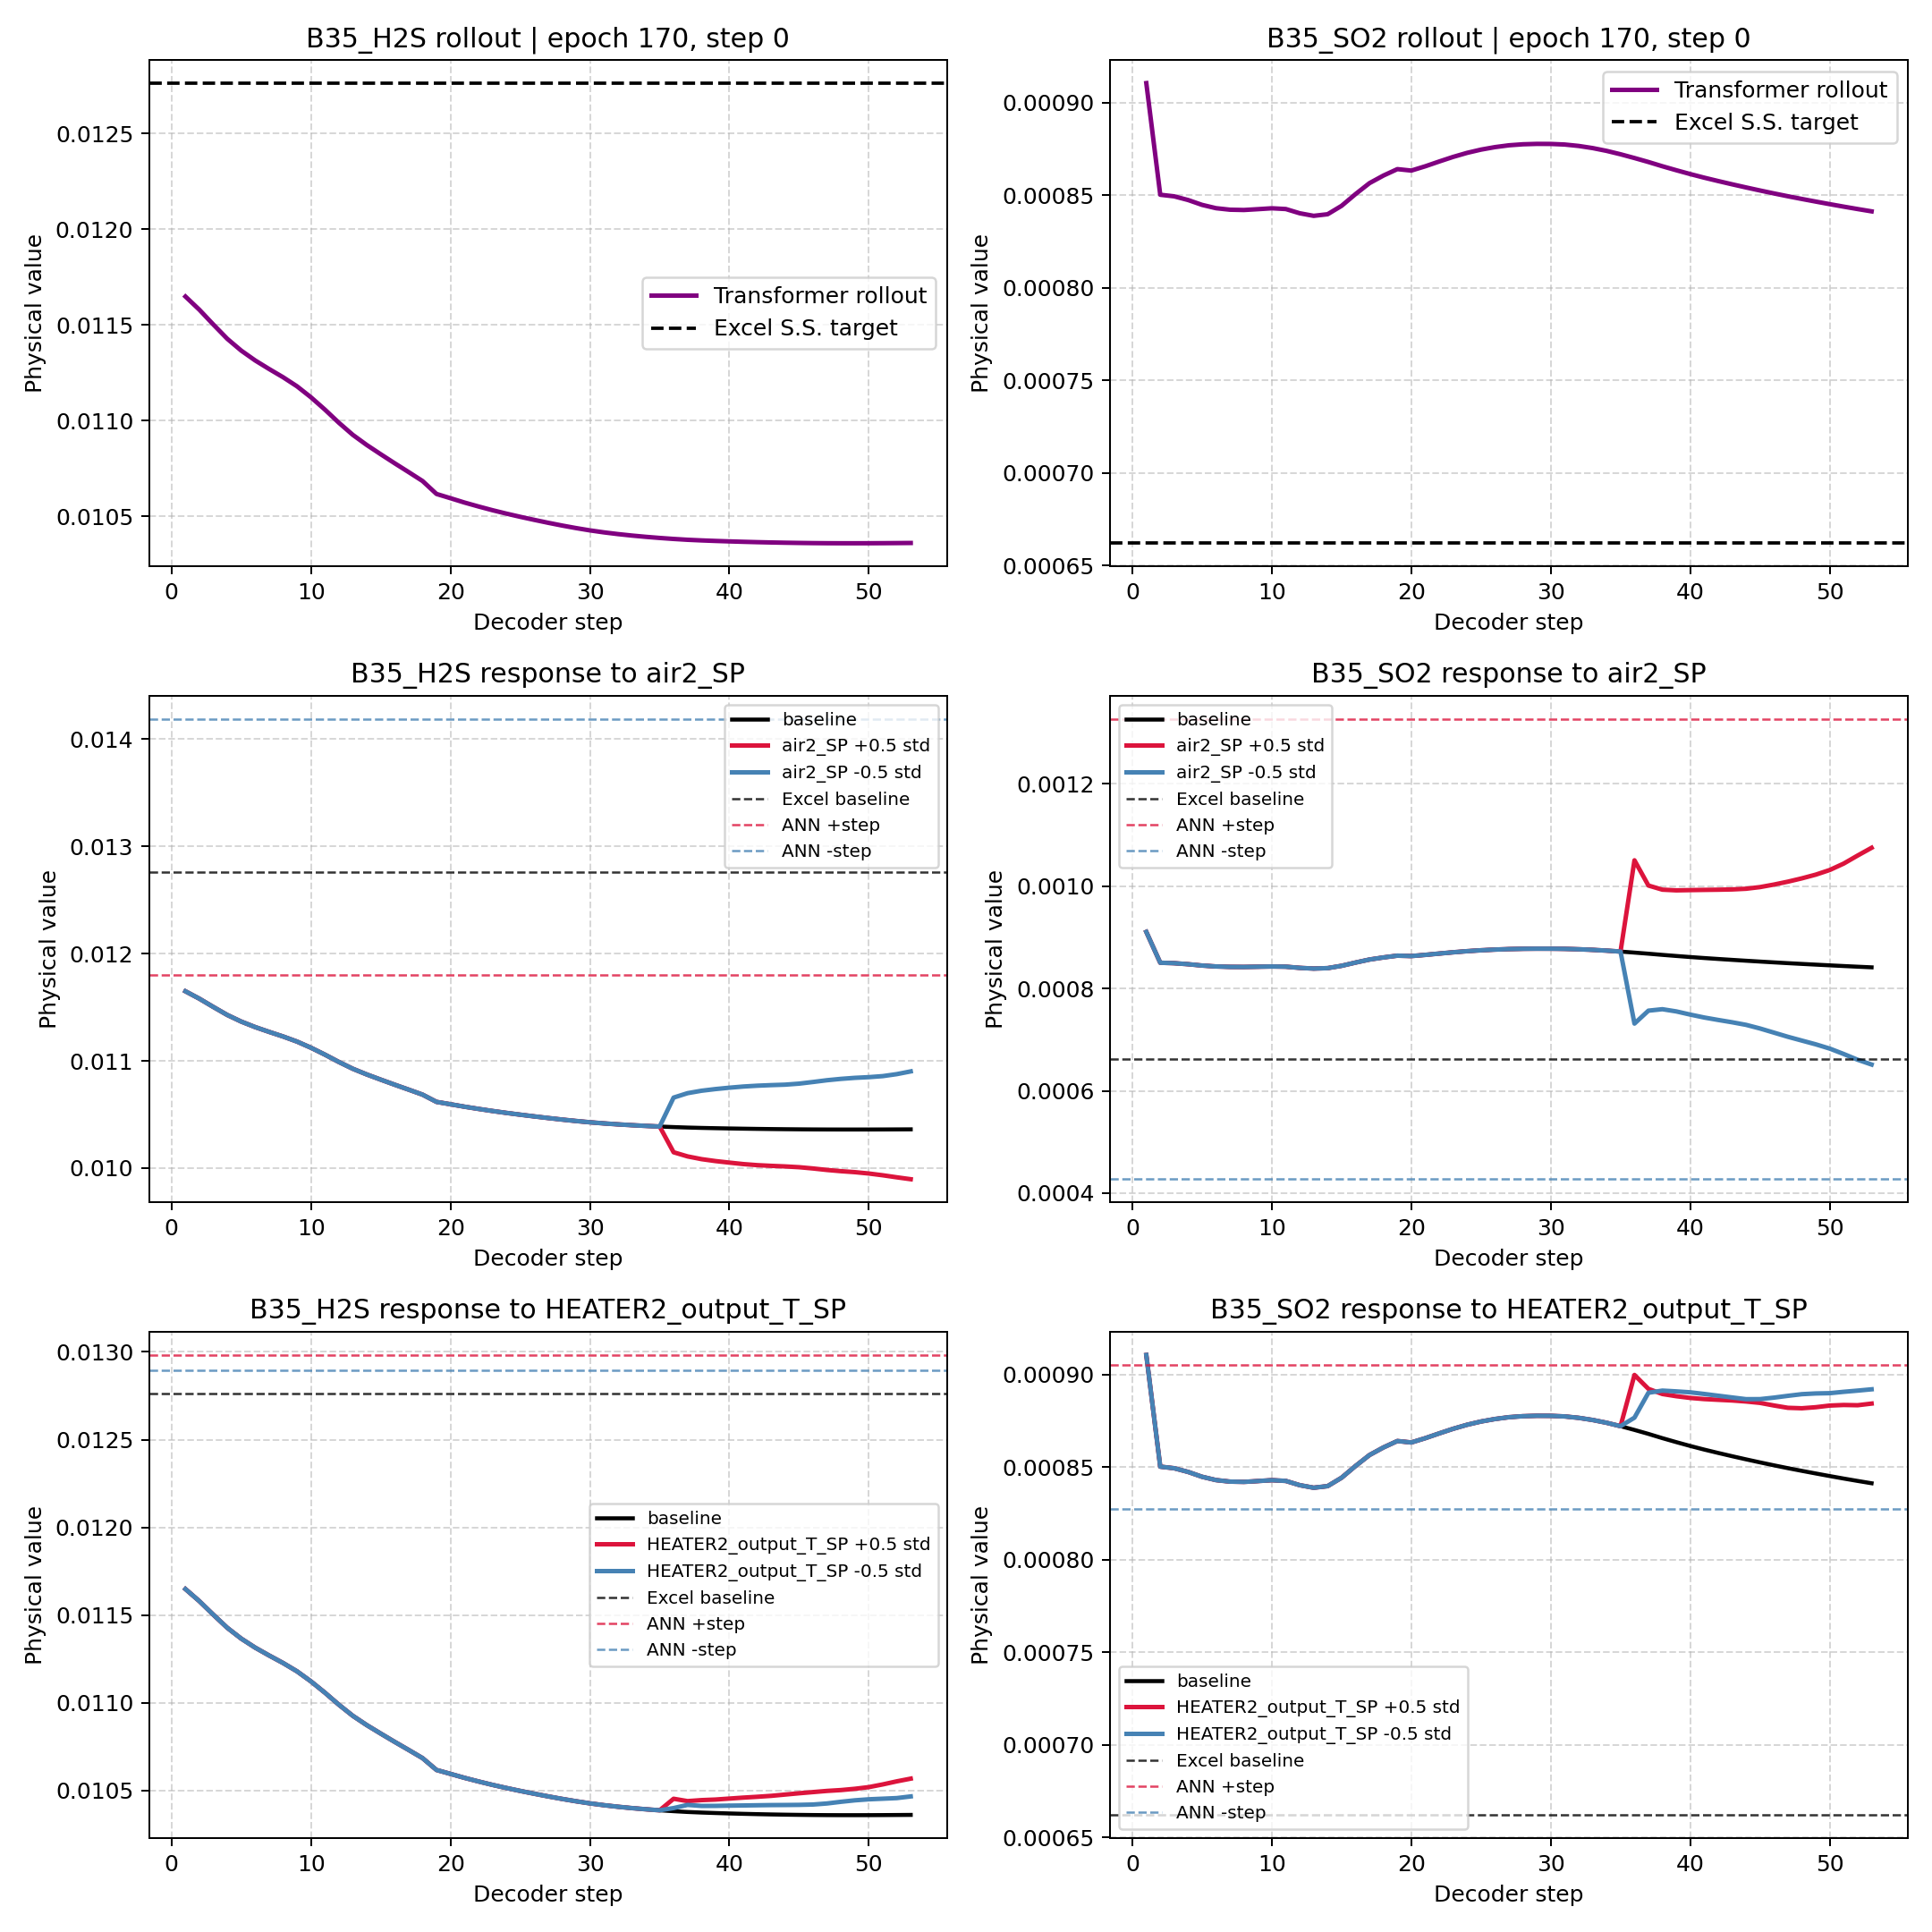 B35_H2S rollout | epoch 170, step 0
Physical value
0.0125
0.0120
0.0115
0.0110
0.0105
Transformer rollout
Excel S.S. target
0 10 20 30 40 50
Decoder step
B35_SO2 rollout | epoch 170, step 0
Physical value
0.00090
0.00085
0.00080
0.00075
0.00070
0.00065
Transformer rollout
Excel S.S. target
0 10 20 30 40 50
Decoder step
B35_H2S response to air2_SP
Physical value
0.014
0.013
0.012
0.011
0.010
baseline
air2_SP +0.5 std
air2_SP -0.5 std
Excel baseline
ANN +step
ANN -step
0 10 20 30 40 50
Decoder step
B35_SO2 response to air2_SP
Physical value
0.0012
0.0010
0.0008
0.0006
0.0004
baseline
air2_SP +0.5 std
air2_SP -0.5 std
Excel baseline
ANN +step
ANN -step
0 10 20 30 40 50
Decoder step
B35_H2S response to HEATER2_output_T_SP
Physical value
0.0130
0.0125
0.0120
0.0115
0.0110
0.0105
baseline
HEATER2_output_T_SP +0.5 std
HEATER2_output_T_SP -0.5 std
Excel baseline
ANN +step
ANN -step
0 10 20 30 40 50
Decoder step
B35_SO2 response to HEATER2_output_T_SP
Physical value
0.00090
0.00085
0.00080
0.00075
0.00070
0.00065
baseline
HEATER2_output_T_SP +0.5 std
HEATER2_output_T_SP -0.5 std
Excel baseline
ANN +step
ANN -step
0 10 20 30 40 50
Decoder step